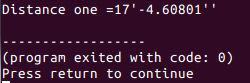 Distance one =17'-4.60801''
------------------
(program exited with code: 0)
Press return to continue